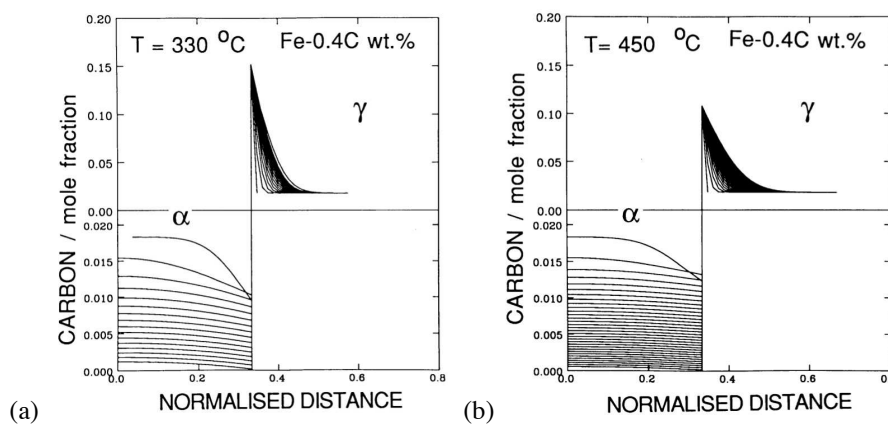 0.20
T = 330 °C Fe-0.4C wt.%
0.15
γ
0.10
0.05
0.00
α
0.020
0.015
0.010
0.005
0.000
0.0 0.2 0.4 0.6 0.8
CARBON / mole fraction
NORMALISED DISTANCE
(a)
0.20
T= 450 °C Fe-0.4C wt.%
0.15
γ
0.10
0.05
0.00
α
0.020
0.015
0.010
0.005
0.000
0.0 0.2 0.4 0.6 0.8
CARBON / mole fraction
NORMALISED DISTANCE
(b)